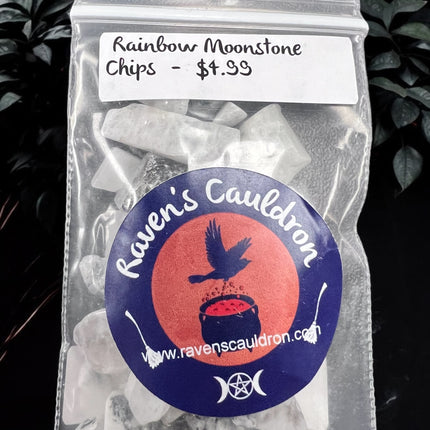 Rainbow Moonstone
Chips - $4.99
Raven's Cauldron
www.ravenscauldron.com